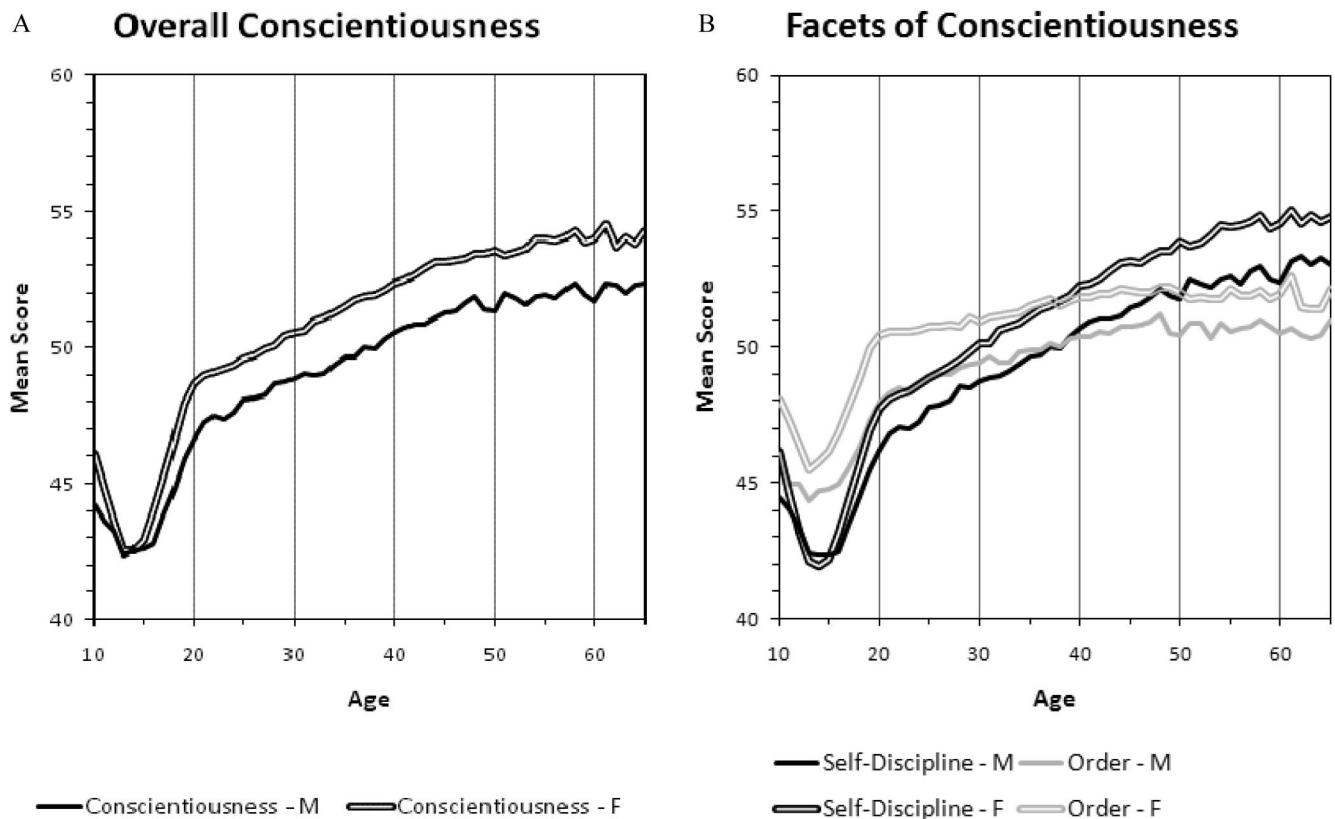 A
Overall Conscientiousness
60
55
50
45
40
Mean Score
10 20 30 40 50 60
Age
Conscientiousness - M Conscientiousness - F
B
Facets of Conscientiousness
60
55
50
45
40
Mean Score
10 20 30 40 50 60
Age
Self-Discipline - M Order - M
Self-Discipline - F Order - F